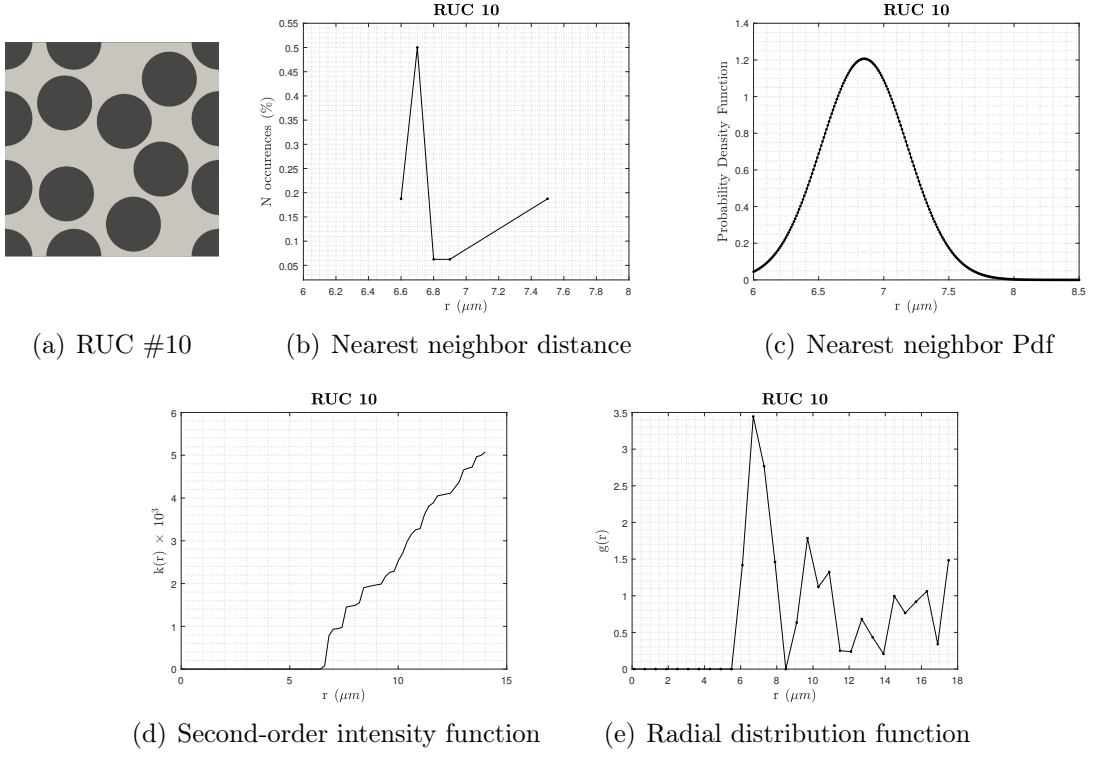 RUC 10
N occurences (%)
0.55
0.5
0.45
0.4
0.35
0.3
0.25
0.2
0.15
0.1
0.05
6 6.2 6.4 6.6 6.8 7 7.2 7.4 7.6 7.8 8
r (μm)
RUC 10
Probability Density Function
1.4
1.2
1
0.8
0.6
0.4
0.2
0
6 6.5 7 7.5 8 8.5
r (μm)
(a) RUC #10
(b) Nearest neighbor distance
(c) Nearest neighbor Pdf
RUC 10
k(r) × 10³
6
5
4
3
2
1
0
0 5 10 15
r (μm)
RUC 10
g(r)
3.5
3
2.5
2
1.5
1
0.5
0
0 2 4 6 8 10 12 14 16 18
r (μm)
(d) Second-order intensity function
(e) Radial distribution function